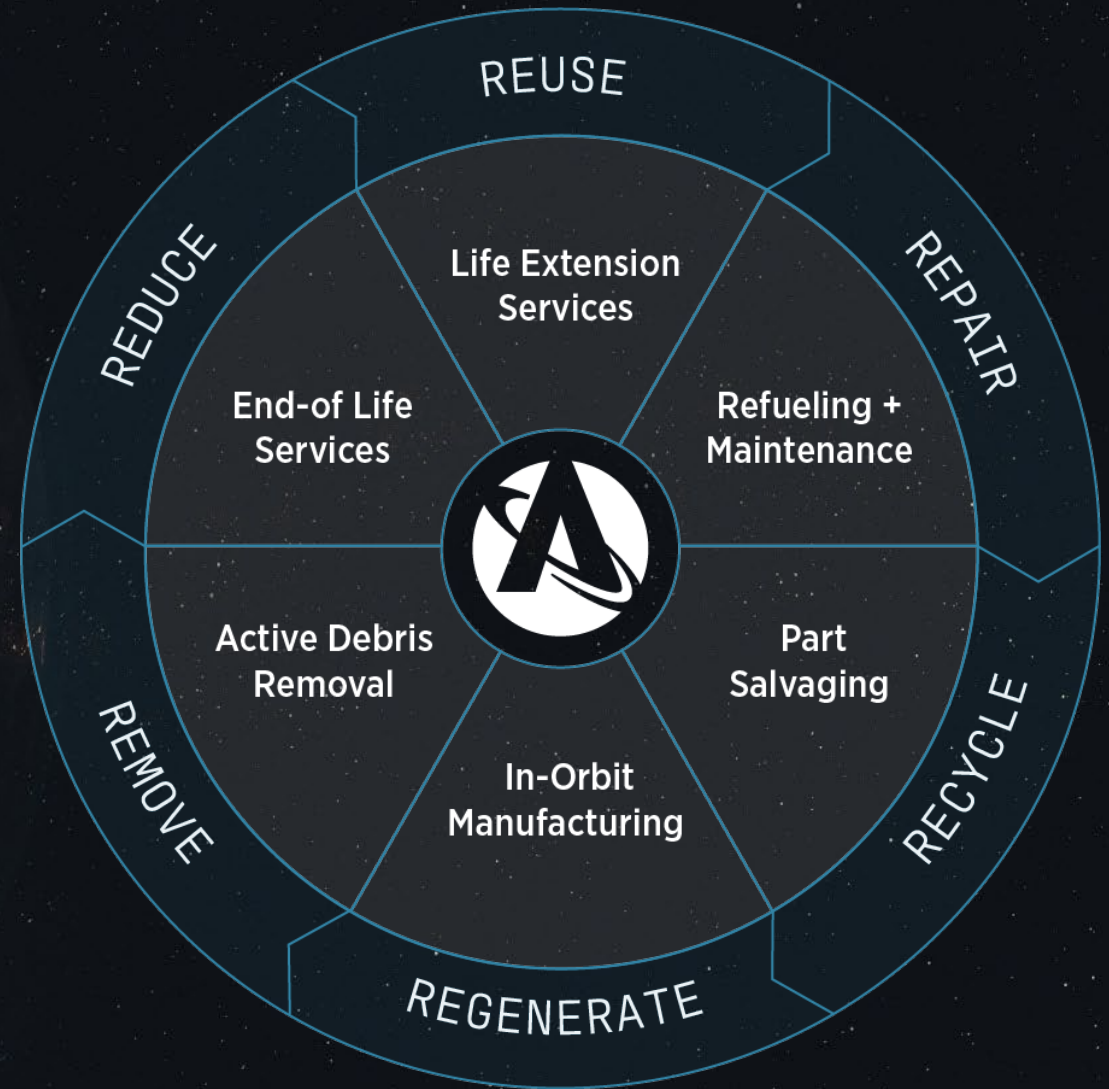 REUSE
REPAIR
RECYCLE
REGENERATE
REMOVE
REDUCE
Life Extension
Services
Refueling +
Maintenance
Part
Salvaging
In-Orbit
Manufacturing
Active Debris
Removal
End-of Life
Services